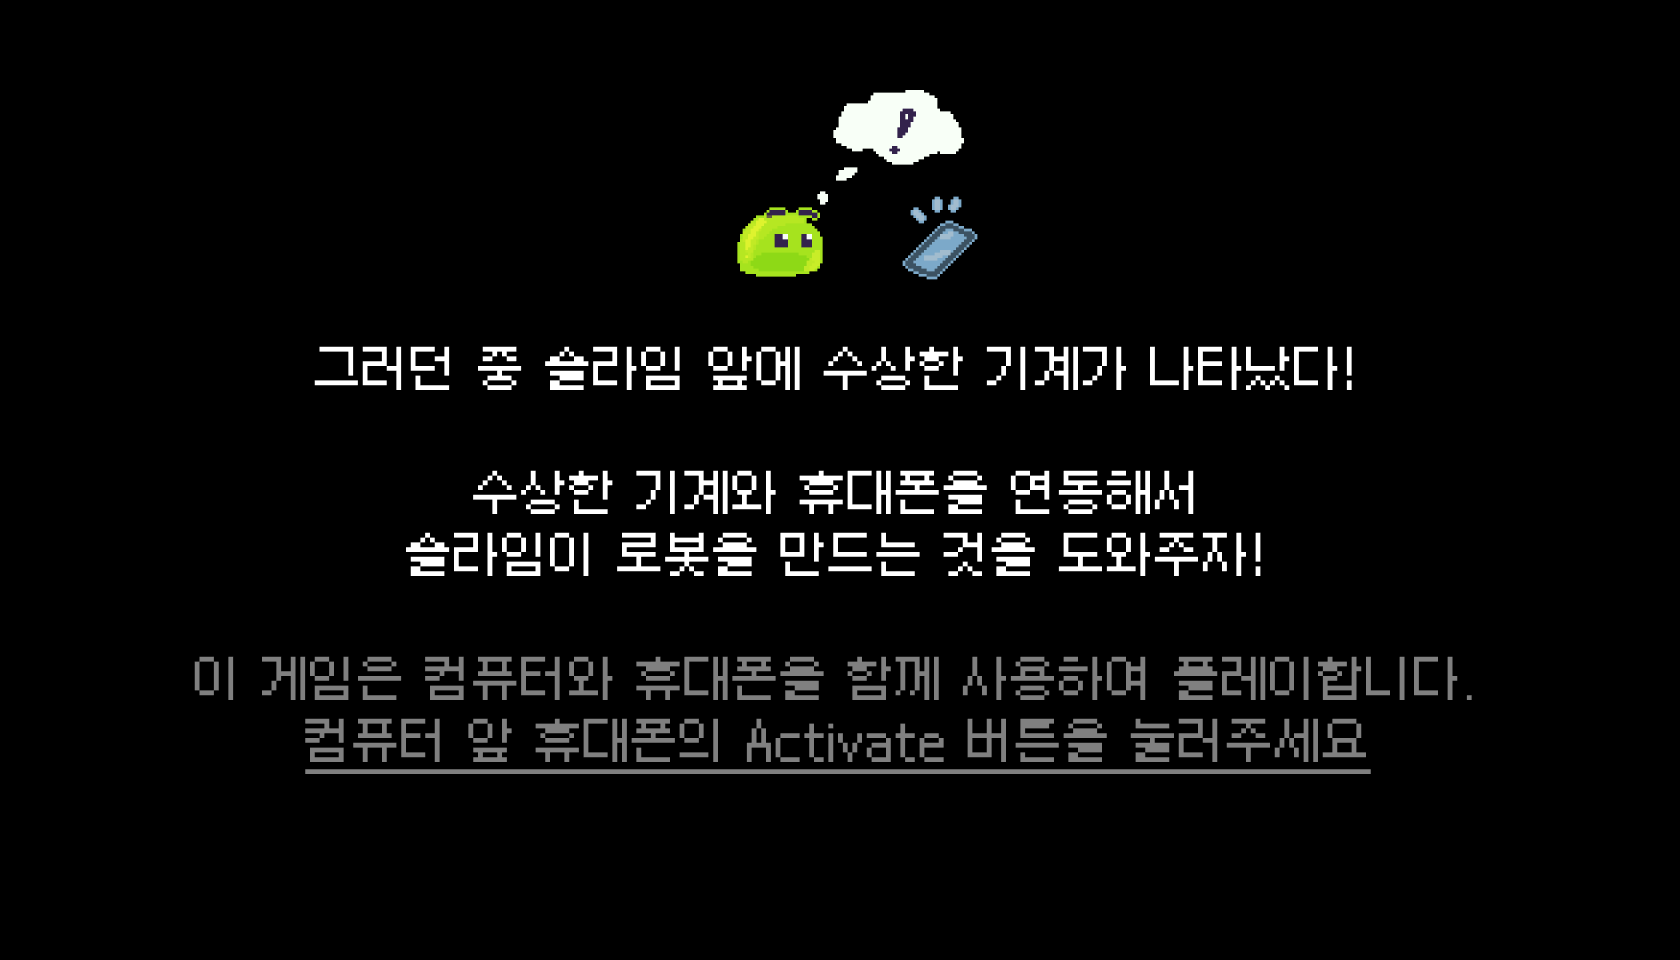 그러던 중 슬라임 앞에 수상한 기계가 나타났다!
수상한 기계와 휴대폰을 연동해서
슬라임이 로봇을 만드는 것을 도와주자!
이 게임은 컴퓨터와 휴대폰을 함께 사용하여 플레이합니다.
컴퓨터 앞 휴대폰의 Activate 버튼을 눌러주세요